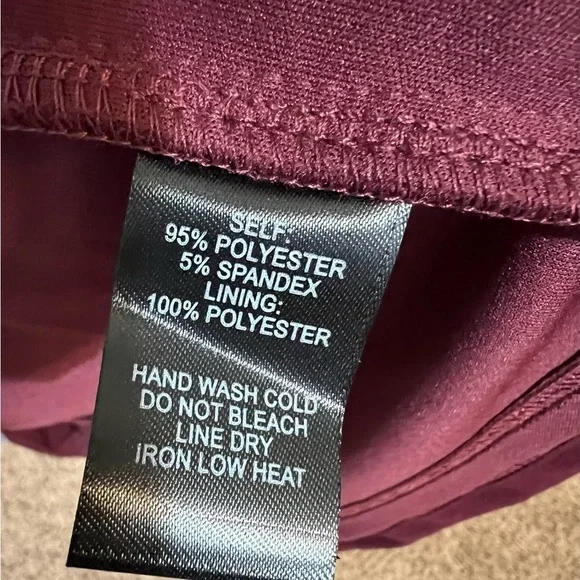 SELF:
95% POLYESTER
5% SPANDEX
LINING:
100% POLYESTER
HAND WASH COLD
DO NOT BLEACH
LINE DRY
IRON LOW HEAT